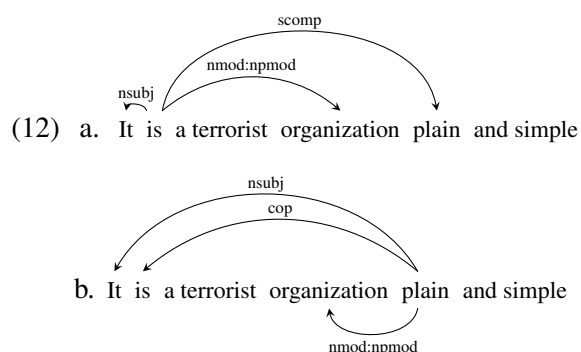 scomp
nmod:npmod
nsubj
(12) a. It is a terrorist organization plain and simple
nsubj
cop
b. It is a terrorist organization plain and simple
nmod:npmod